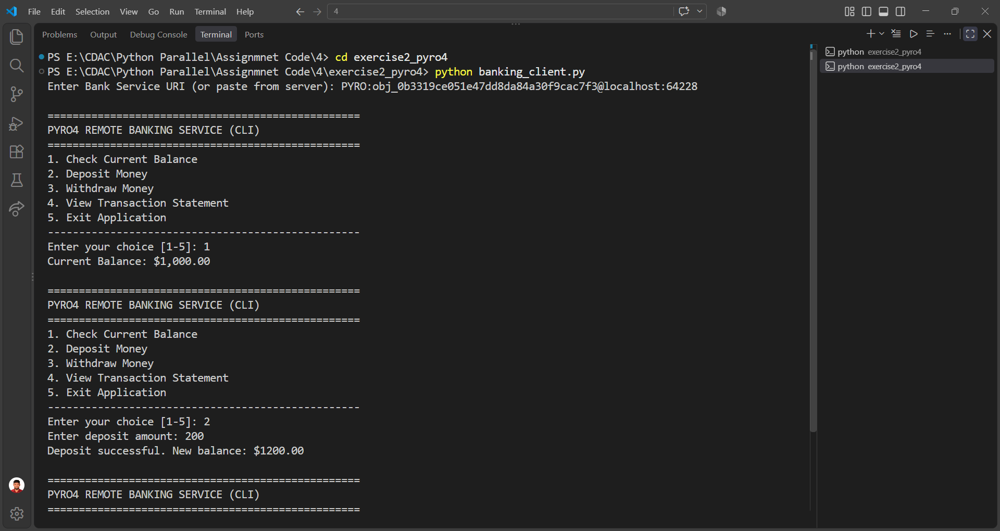 File Edit Selection View Go Run Terminal Help
4
Problems Output Debug Console Terminal Ports
PS E:\CDAC\Python Parallel\Assignmnet Code\4> cd exercise2_pyro4
PS E:\CDAC\Python Parallel\Assignmnet Code\4\exercise2_pyro4> python banking_client.py
Enter Bank Service URI (or paste from server): PYRO:obj_0b3319ce051e47dd8da84a30f9cac7f3@localhost:64228
==================================================
PYRO4 REMOTE BANKING SERVICE (CLI)
==================================================
1. Check Current Balance
2. Deposit Money
3. Withdraw Money
4. View Transaction Statement
5. Exit Application
--------------------------------------------------
Enter your choice [1-5]: 1
Current Balance: $1,000.00
==================================================
PYRO4 REMOTE BANKING SERVICE (CLI)
==================================================
1. Check Current Balance
2. Deposit Money
3. Withdraw Money
4. View Transaction Statement
5. Exit Application
--------------------------------------------------
Enter your choice [1-5]: 2
Enter deposit amount: 200
Deposit successful. New balance: $1200.00
==================================================
PYRO4 REMOTE BANKING SERVICE (CLI)
==================================================
python exercise2_pyro4
python exercise2_pyro4